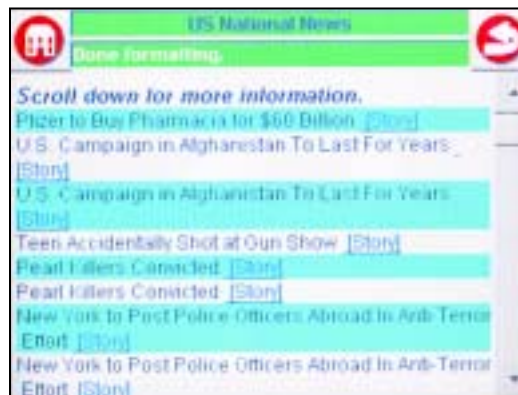 US National News
Done formatting.
Scroll down for more information.
Pfizer to Buy Pharmacia for $60 Billion [Story]
U.S. Campaign in Afghanistan To Last For Years
[Story]
U.S. Campaign in Afghanistan To Last For Years
[Story]
Teen Accidentally Shot at Gun Show [Story]
Pearl Killers Convicted [Story]
Pearl Killers Convicted [Story]
New York to Post Police Officers Abroad In Anti-Terror
Effort [Story]
New York to Post Police Officers Abroad In Anti-Terror
Effort [Story]